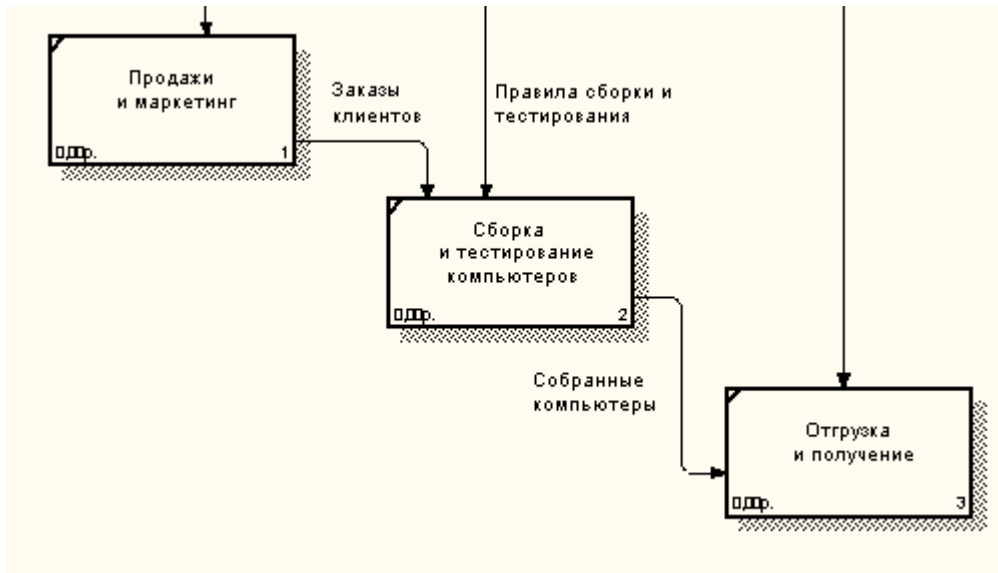 Продажи
и маркетинг
1
Заказы
клиентов
Правила сборки и
тестирования
Сборка
и тестирование
компьютеров
2
Собранные
компьютеры
Отгрузка
и получение
3